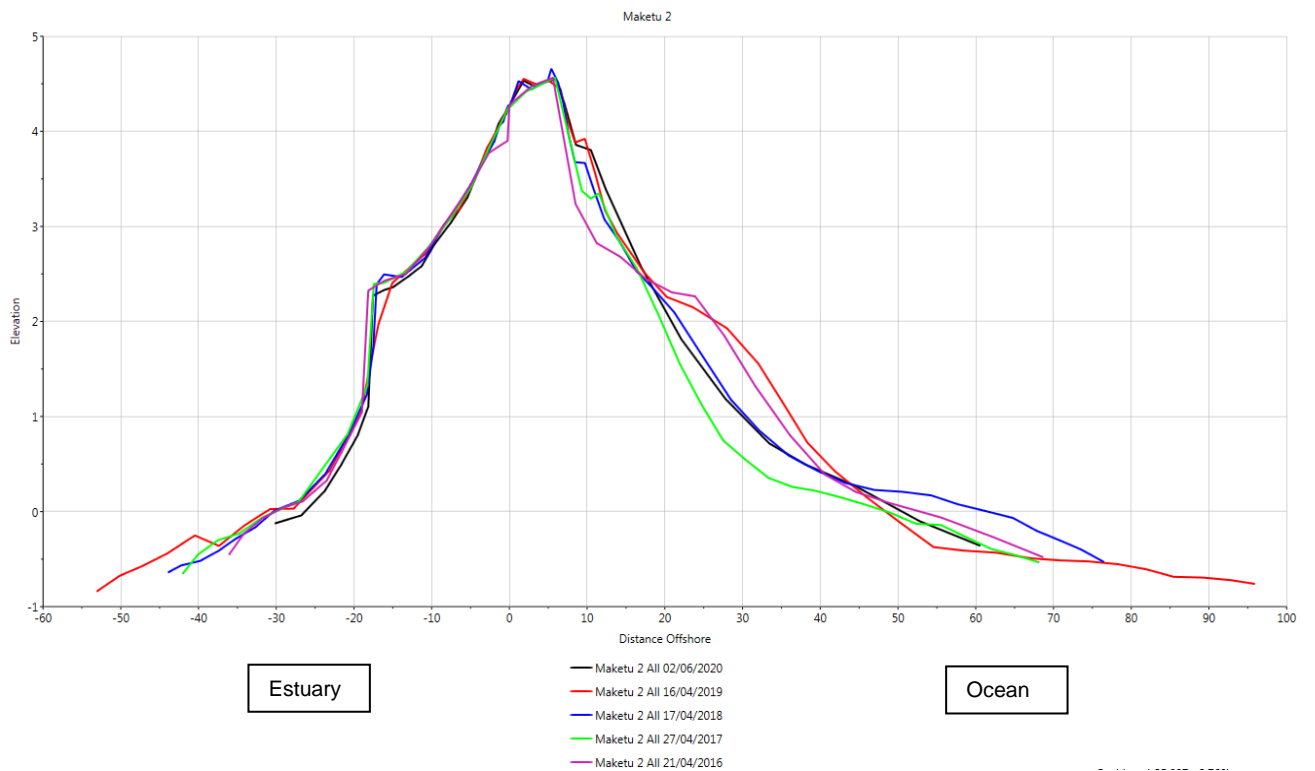 Maketu 2
5
4
3
2
1
0
-1
Elevation
-60 -50 -40 -30 -20 -10 0 10 20 30 40 50 60 70 80 90 100
Distance Offshore
Estuary
Ocean
Maketu 2 All 02/06/2020
Maketu 2 All 16/04/2019
Maketu 2 All 17/04/2018
Maketu 2 All 27/04/2017
Maketu 2 All 21/04/2016